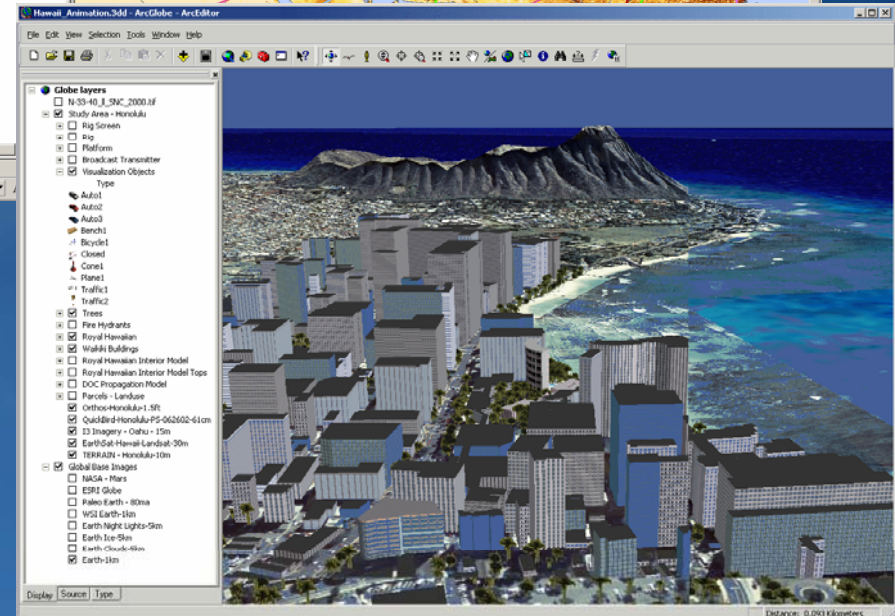 Hawaii_Animation.3dd - ArcGlobe - ArcEditor
File Edit View Selection Tools Window Help
Globe layers
N-33-40_II_SNC_2000.tif
Study Area - Honolulu
Rig Screen
Rig
Platform
Broadcast Transmitter
Visualization Objects
Type
Auto1
Auto2
Auto3
Bench1
Bicycle1
Closed
Cone1
Plane1
Traffic1
Traffic2
Trees
Fire Hydrants
Royal Hawaiian
Waikiki Buildings
Royal Hawaiian Interior Model
Royal Hawaiian Interior Model Tops
DOC Propagation Model
Parcels - Landuse
Orthos-Honolulu-1.5ft
QuickBird-Honolulu-PS-062602-61cm
I3 Imagery - Oahu - 15m
EarthSat-Hawaii-Landsat-30m
TERRAIN - Honolulu-10m
Global Base Images
NASA - Mars
ESRI Globe
Paleo Earth - 80ma
WSI Earth-1km
Earth Night Lights-5km
Earth Ice-5km
Earth Clouds-5km
Earth-1km
Display Source Type
Distance: 0.093 Kilometers